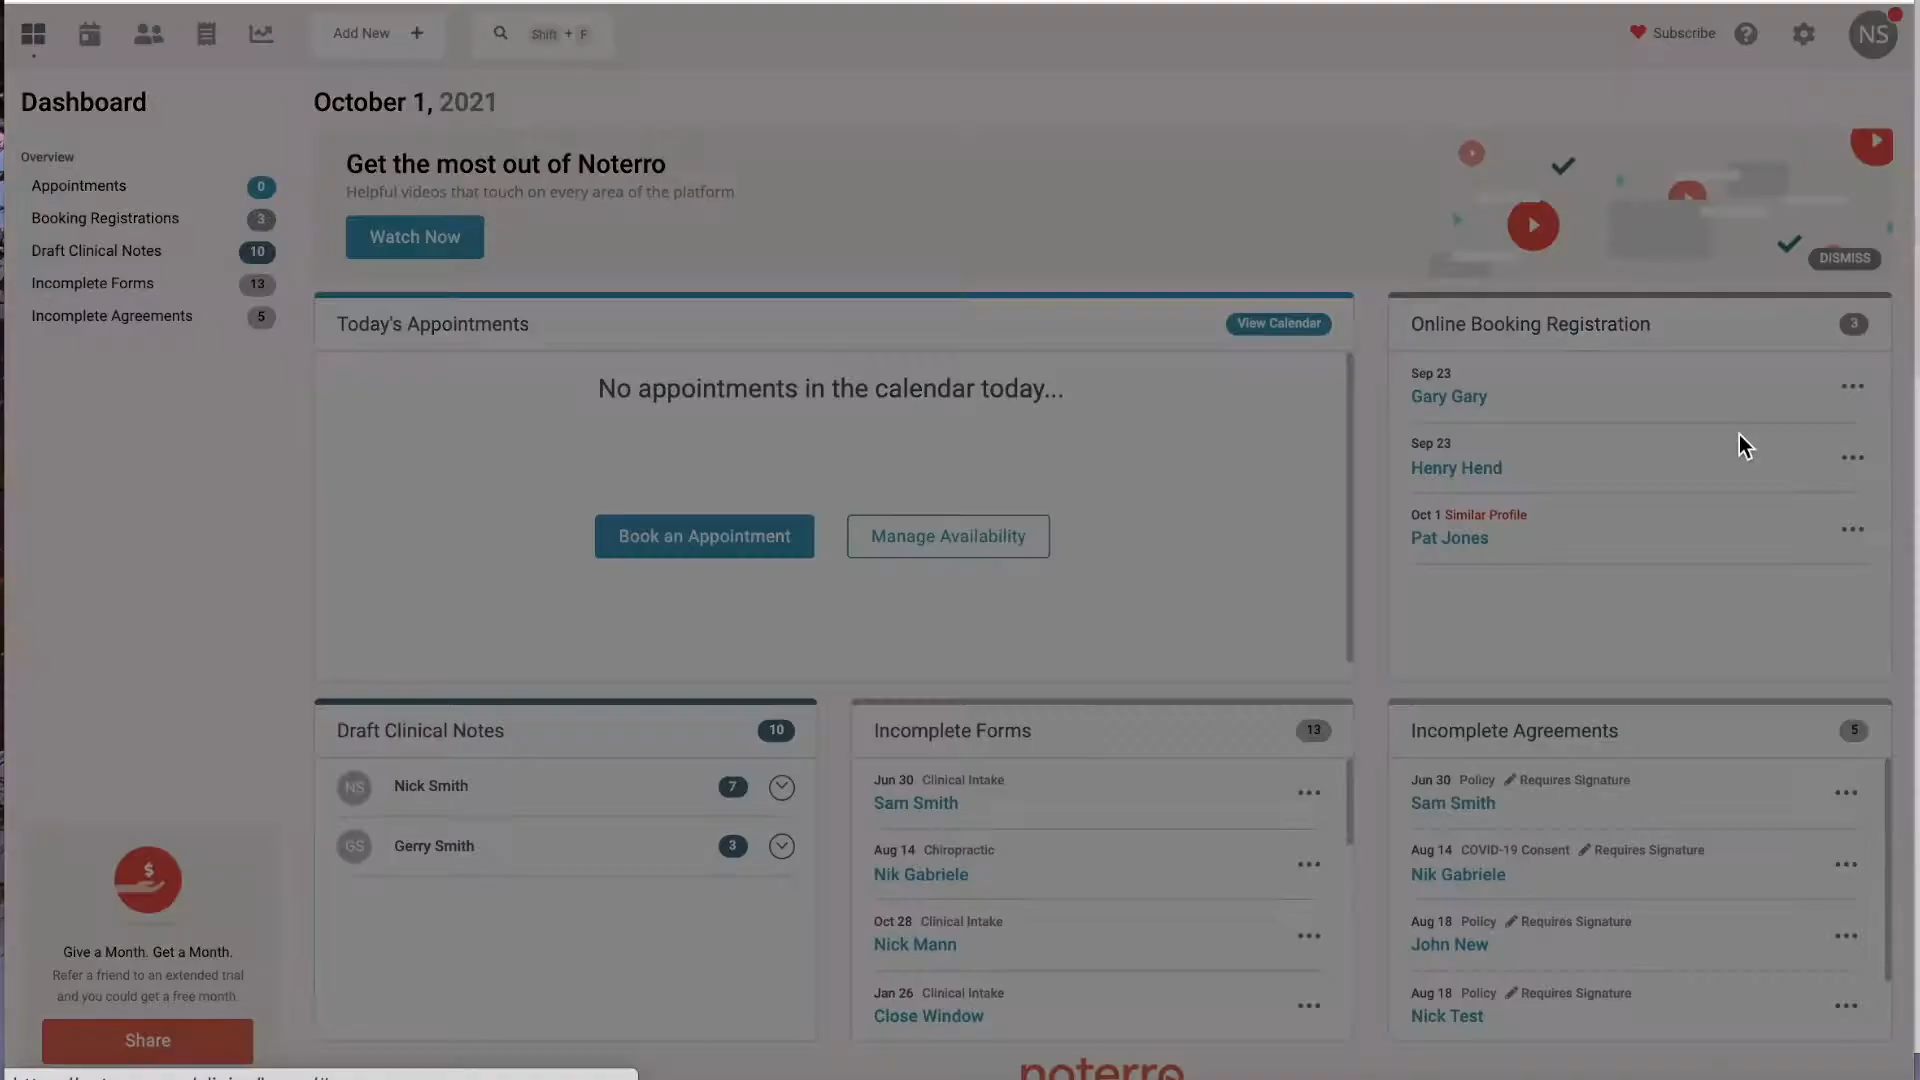 Add New +
Shift + F
Subscribe
?
NS
Dashboard
October 1, 2021
Overview
Appointments 0
Booking Registrations 3
Draft Clinical Notes 10
Incomplete Forms 13
Incomplete Agreements 5
Get the most out of Noterro
Helpful videos that touch on every area of the platform
Watch Now
DISMISS
Today's Appointments
View Calendar
No appointments in the calendar today...
Book an Appointment
Manage Availability
Online Booking Registration 3
Sep 23
Gary Gary
Sep 23
Henry Hend
Oct 1 Similar Profile
Pat Jones
Draft Clinical Notes 10
NS Nick Smith 7
GS Gerry Smith 3
Incomplete Forms 13
Jun 30 Clinical Intake
Sam Smith
Aug 14 Chiropractic
Nik Gabriele
Oct 28 Clinical Intake
Nick Mann
Jan 26 Clinical Intake
Close Window
Incomplete Agreements 5
Jun 30 Policy Requires Signature
Sam Smith
Aug 14 COVID-19 Consent Requires Signature
Nik Gabriele
Aug 18 Policy Requires Signature
John New
Aug 18 Policy Requires Signature
Nick Test
$
Give a Month. Get a Month.
Refer a friend to an extended trial
and you could get a free month.
Share
noterro